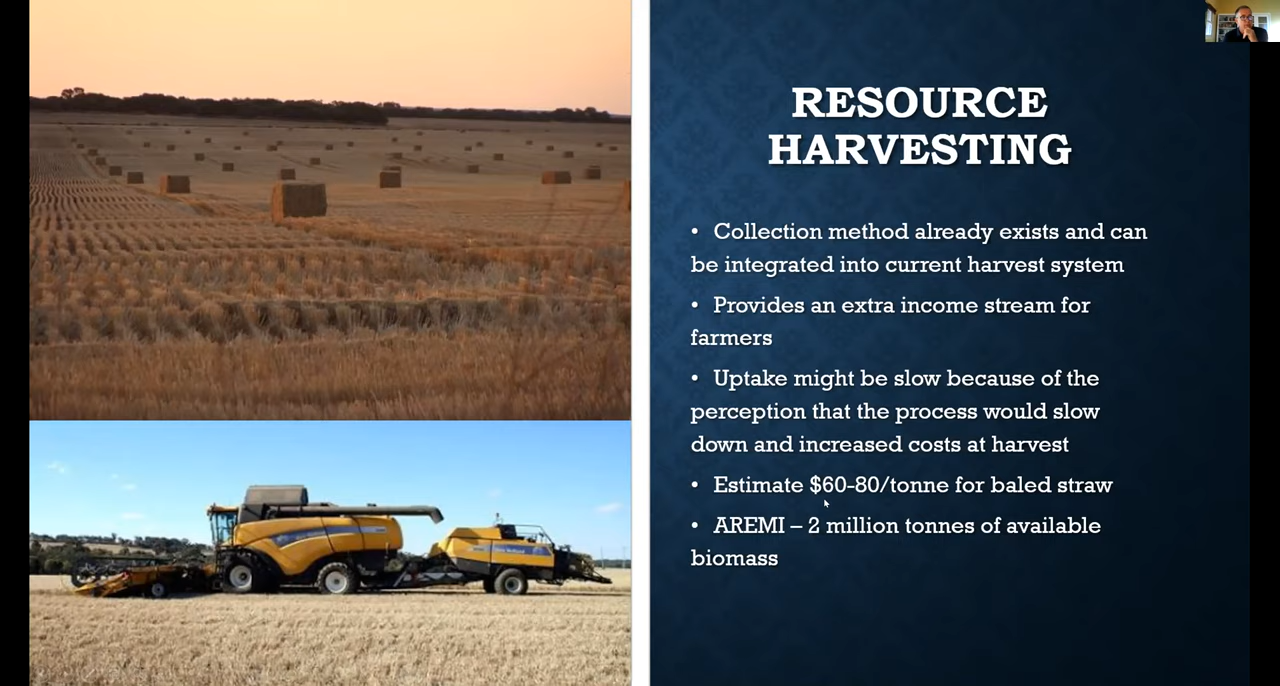 RESOURCE
HARVESTING
• Collection method already exists and can
be integrated into current harvest system
• Provides an extra income stream for
farmers
• Uptake might be slow because of the
perception that the process would slow
down and increased costs at harvest
• Estimate $60-80/tonne for baled straw
• AREMI – 2 million tonnes of available
biomass